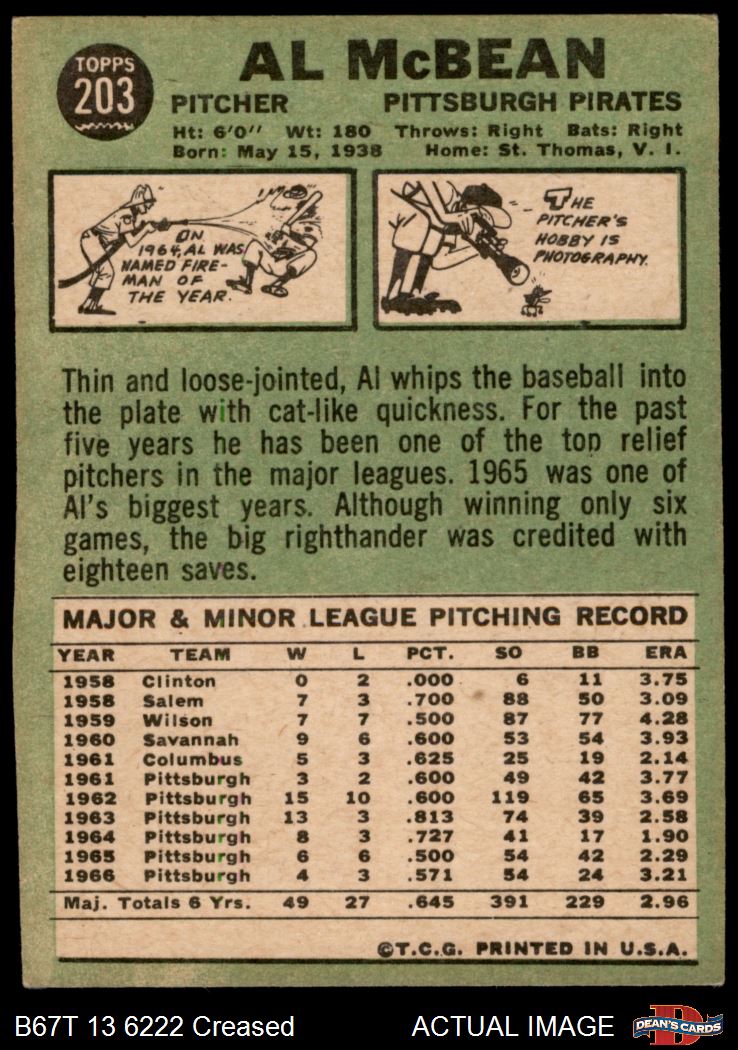 TOPPS
203
AL McBEAN
PITCHER PITTSBURGH PIRATES
Ht: 6'0" Wt: 180 Throws: Right Bats: Right
Born: May 15, 1938 Home: St. Thomas, V. I.
ON
1964, AL WAS
NAMED FIRE-
MAN OF
THE YEAR.
THE
PITCHER'S
HOBBY IS
PHOTOGRAPHY.
Thin and loose-jointed, Al whips the baseball into
the plate with cat-like quickness. For the past
five years he has been one of the top relief
pitchers in the major leagues. 1965 was one of
Al's biggest years. Although winning only six
games, the big righthander was credited with
eighteen saves.
MAJOR & MINOR LEAGUE PITCHING RECORD
YEAR TEAM W L PCT. SO BB ERA
1958 Clinton 0 2 .000 6 11 3.75
1958 Salem 7 3 .700 88 50 3.09
1959 Wilson 7 7 .500 87 77 4.28
1960 Savannah 9 6 .600 53 54 3.93
1961 Columbus 5 3 .625 25 19 2.14
1961 Pittsburgh 3 2 .600 49 42 3.77
1962 Pittsburgh 15 10 .600 119 65 3.69
1963 Pittsburgh 13 3 .813 74 39 2.58
1964 Pittsburgh 8 3 .727 41 17 1.90
1965 Pittsburgh 6 6 .500 54 42 2.29
1966 Pittsburgh 4 3 .571 54 24 3.21
Maj. Totals 6 Yrs. 49 27 .645 391 229 2.96
©T.C.G. PRINTED IN U.S.A.
B67T 13 6222 Creased ACTUAL IMAGE
DEAN'S CARDS